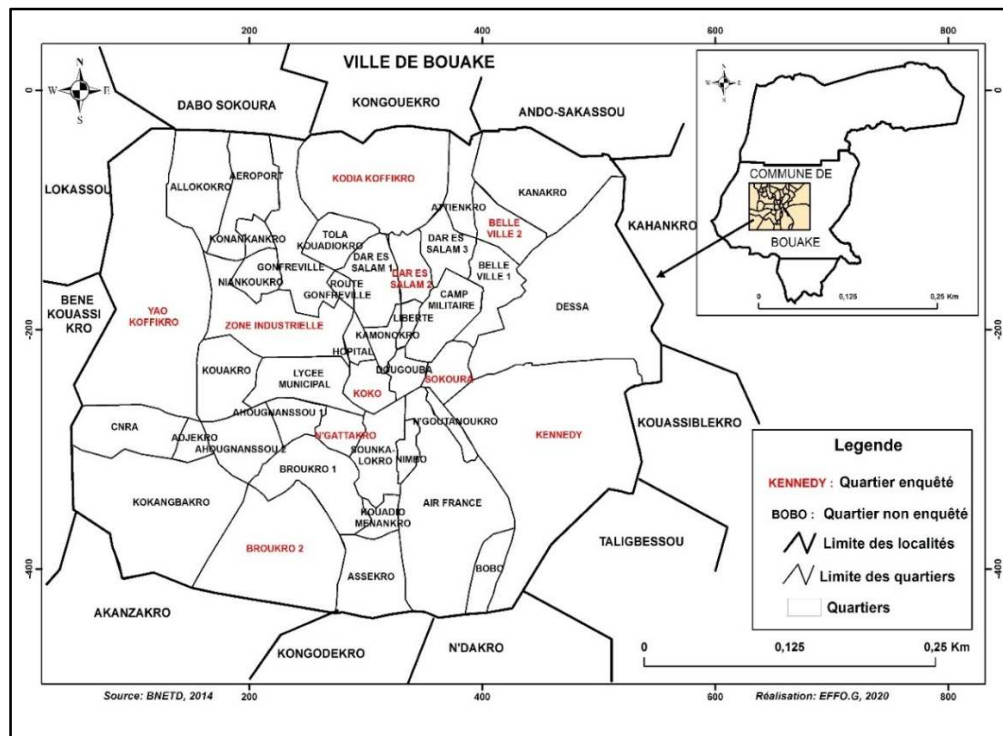 200
400
600
800
VILLE DE BOUAKE
N
W
E
S
0
0
DABO SOKOURA
KONGOUEKRO
ANDO-SAKASSOU
N
W
E
S
COMMUNE DE
BOUAKE
0
0,125
0,25 Km
LOKASSOU
ALLOKOKRO
AEROPORT
KODIA KOFFIKRO
ATTIENKRO
KANAKRO
BELLE
VILLE 2
KAHANKRO
KONANKANKRO
TOLA
KOUADIOKRO
DAR ES
SALAM 3
DAR ES
SALAM 1
GONFREVILLE
NIANKOUKRO
ROUTE
GONFREVILLE
DAR ES
SALAM 2
BELLE
VILLE 1
CAMP
MILITAIRE
DESSA
BENE
KOUASSI
KRO
YAO
KOFFIKRO
ZONE INDUSTRIELLE
LIBERTE
KAMONOKRO
-200
-200
HOPITAL
KOUAKRO
LYCEE
MUNICIPAL
DOUGOUBA
SOKOURA
KOKO
CNRA
ADJEKRO
AHOUGNANSSOU 1
AHOUGNANSSOU 2
N'GATTAKRO
N'GOUTANOUKRO
KENNEDY
KOUASSIBLEKRO
SOUNKA-
LOKRO
NIMBO
BROUKRO 1
KOKANGBAKRO
AIR FRANCE
KOUADIO
MENANKRO
BROUKRO 2
ASSEKRO
BOBO
TALIGBESSOU
-400
-400
AKANZAKRO
KONGODEKRO
N'DAKRO
Legende
KENNEDY : Quartier enquêté
BOBO : Quartier non enquêté
Limite des localités
Limite des quartiers
Quartiers
0
0,125
0,25 Km
Source: BNETD, 2014
Réalisation; EFFO.G, 2020
200
400
600
800